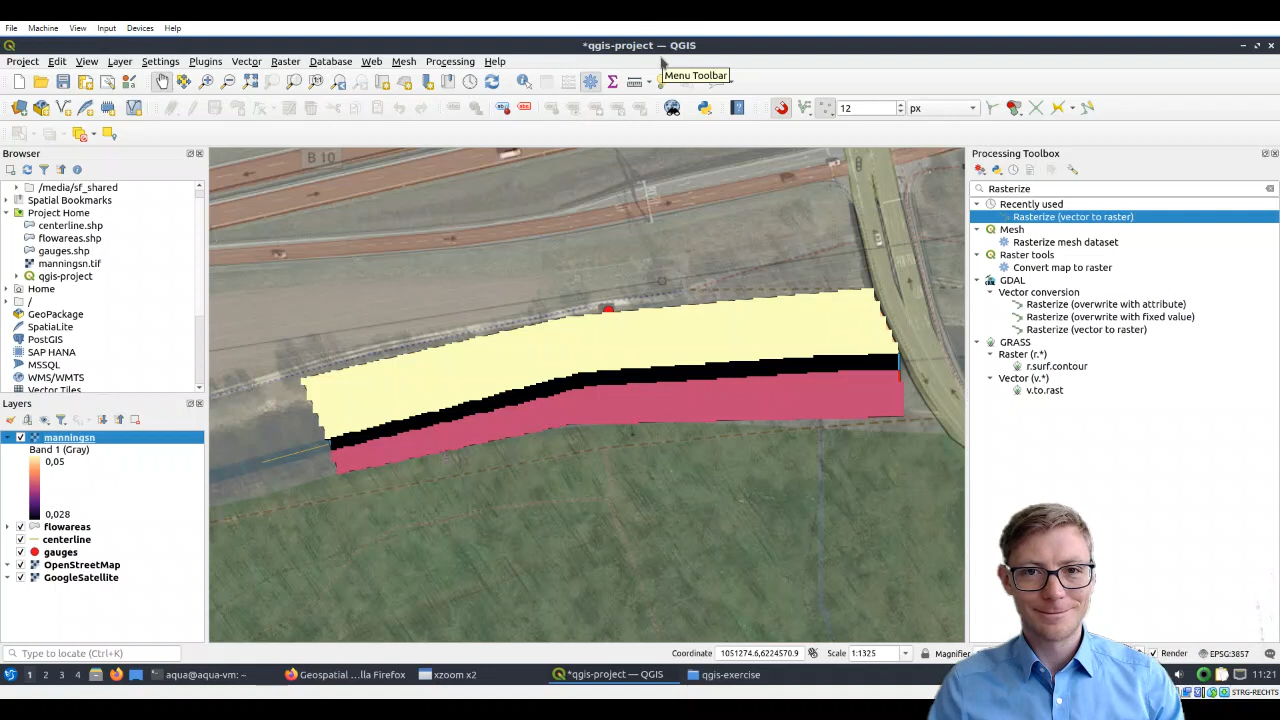 File Machine View Input Devices Help
*qgis-project — QGIS
Project Edit View Layer Settings Plugins Vector Raster Database Web Mesh Processing Help
Menu Toolbar
12 px
Browser
/media/sf_shared
Spatial Bookmarks
Project Home
centerline.shp
flowareas.shp
gauges.shp
manningsn.tif
qgis-project
Home
/
GeoPackage
SpatiaLite
PostGIS
SAP HANA
MSSQL
WMS/WMTS
Vector Tiles
Layers
manningsn
Band 1 (Gray)
0,05
0,028
flowareas
centerline
gauges
OpenStreetMap
GoogleSatellite
B 10
Processing Toolbox
Rasterize
Recently used
Rasterize (vector to raster)
Mesh
Rasterize mesh dataset
Raster tools
Convert map to raster
GDAL
Vector conversion
Rasterize (overwrite with attribute)
Rasterize (overwrite with fixed value)
Rasterize (vector to raster)
GRASS
Raster (r.*)
r.surf.contour
Vector (v.*)
v.to.rast
Type to locate (Ctrl+K)
Coordinate 1051274.6,6224570.9 Scale 1:1325 Magnifier Render EPSG:3857
1 2 3 4 aqua@aqua-vm: ~ Geospatial ...lla Firefox xzoom x2 *qgis-project — QGIS qgis-exercise 11:21
STRG-RECHTS